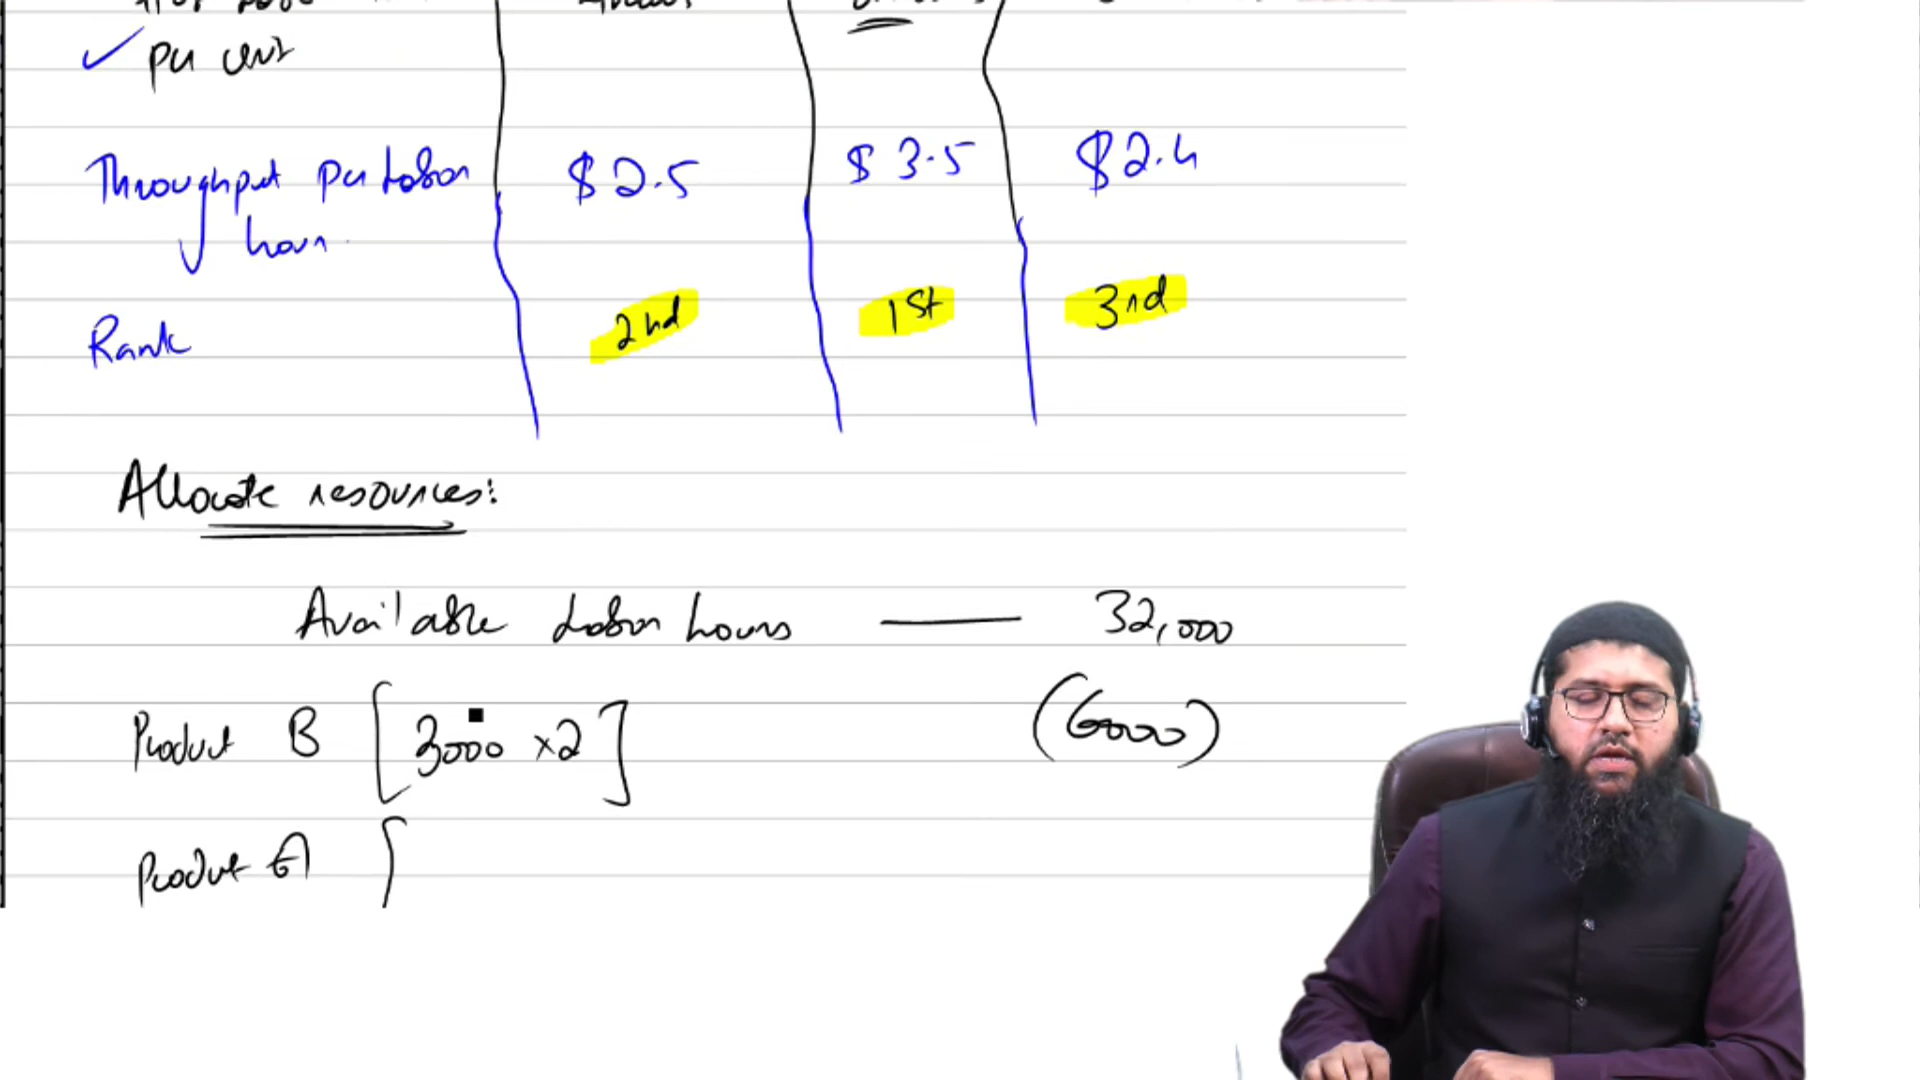 per unit
Throughput per Labor $2.5 $3.5 $2.4
hour
Rank 2nd 1st 3rd
Allocate resources:
Available Labor hours — 32,000
Product B [3000 ×2] (6000)
Product A [